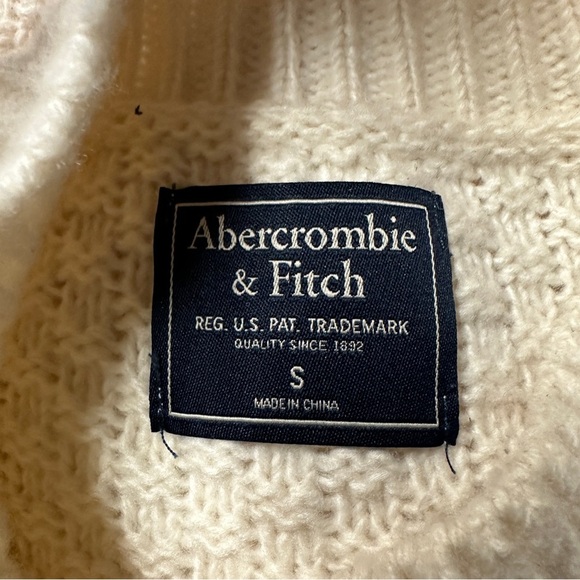 Abercrombie
& Fitch
REG. U.S. PAT. TRADEMARK
QUALITY SINCE 1892
S
MADE IN CHINA